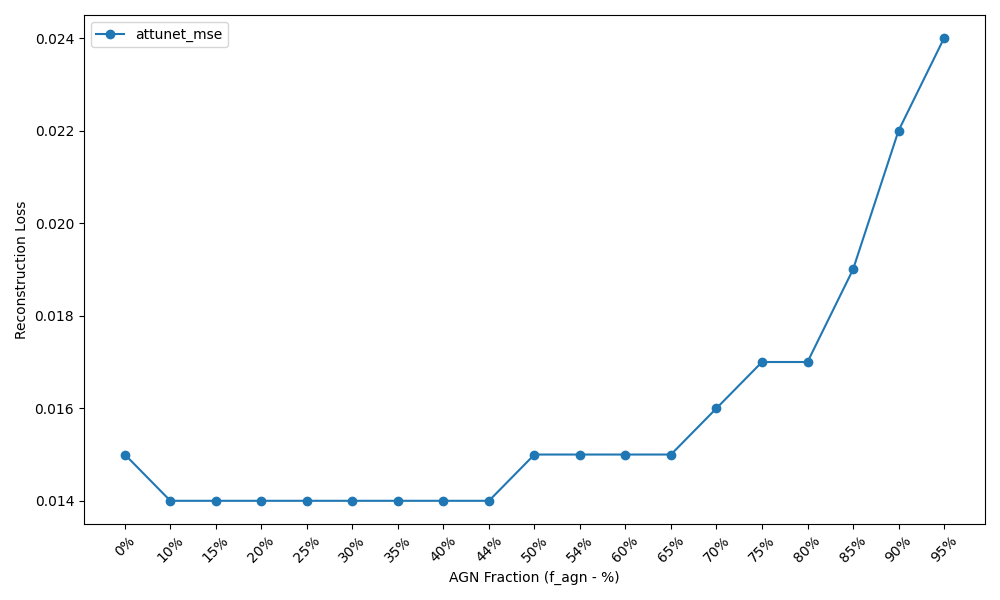 attunet_mse
Reconstruction Loss
0.024
0.022
0.020
0.018
0.016
0.014
0% 10% 15% 20% 25% 30% 35% 40% 44% 50% 54% 60% 65% 70% 75% 80% 85% 90% 95%
AGN Fraction (f_agn - %)